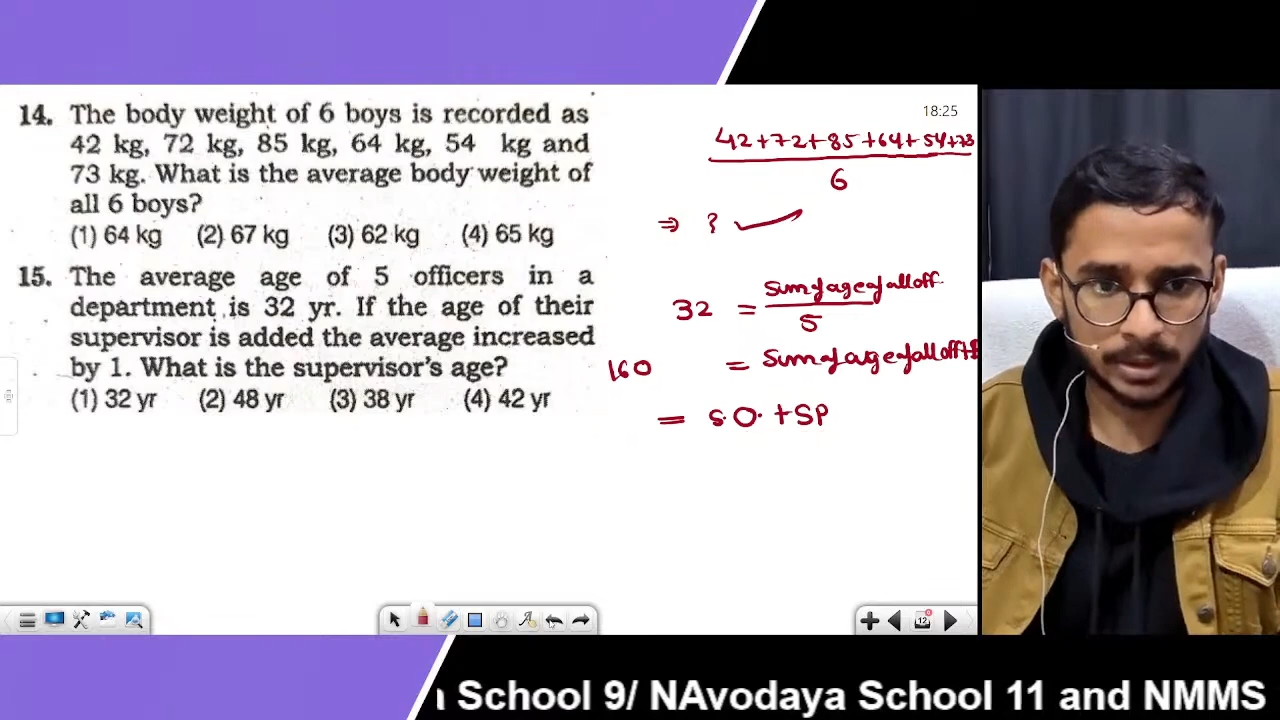 14. The body weight of 6 boys is recorded as
42 kg, 72 kg, 85 kg, 64 kg, 54 kg and
73 kg. What is the average body weight of
all 6 boys?
(1) 64 kg (2) 67 kg (3) 62 kg (4) 65 kg
15. The average age of 5 officers in a
department is 32 yr. If the age of their
supervisor is added the average increased
by 1. What is the supervisor's age?
(1) 32 yr (2) 48 yr (3) 38 yr (4) 42 yr
18:25
42+72+85+64+54+73
6
⇒ ?
32 = sum of age of all off
5
160 = sum of age of all off
= S.O. + SP
12
School 9/ NAvodaya School 11 and NMMS